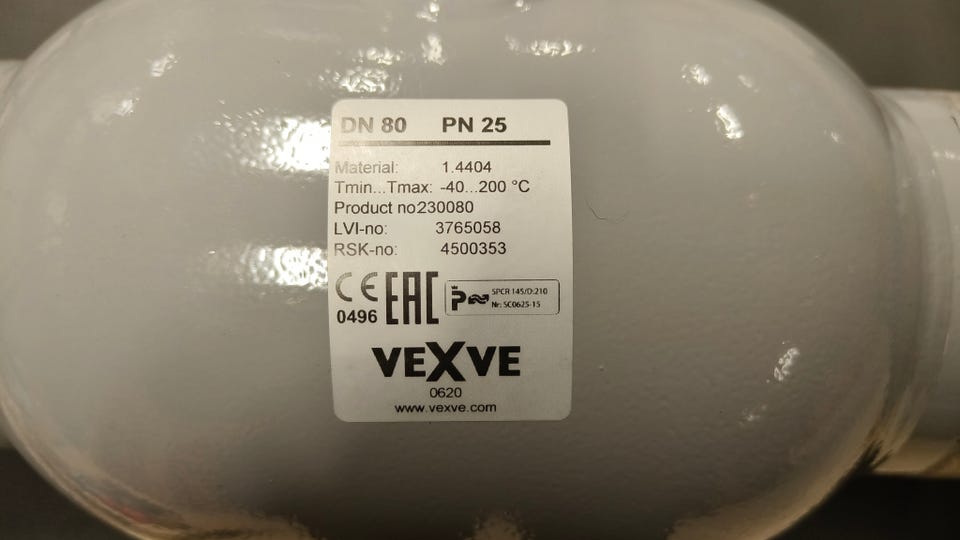 DN 80 PN 25
Material: 1.4404
Tmin...Tmax: -40...200 °C
Product no230080
LVI-no: 3765058
RSK-no: 4500353
CE EAC P SPCR 145/D:210
0496 Nr: SC0625-15
VEXVE
0620
www.vexve.com